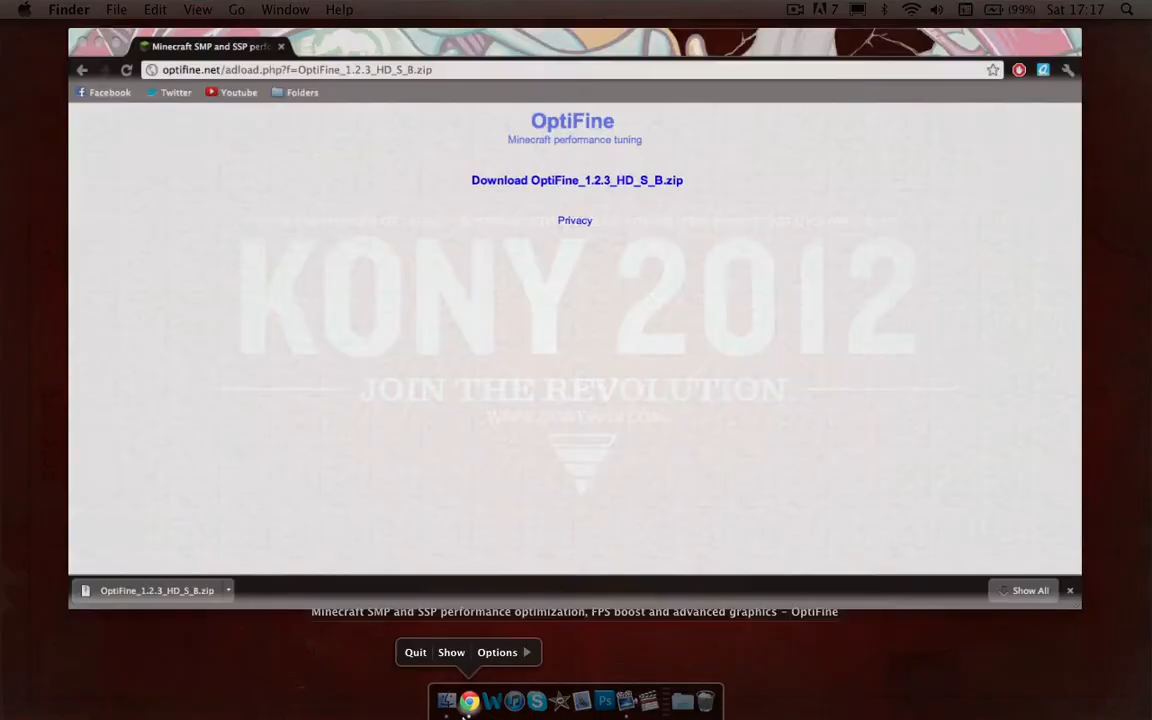 Finder File Edit View Go Window Help
7 (99%) Sat 17:17
Minecraft SMP and SSP perfo
optifine.net/adload.php?f=OptiFine_1.2.3_HD_S_B.zip
Facebook Twitter Youtube Folders
OptiFine
Minecraft performance tuning
Download OptiFine_1.2.3_HD_S_B.zip
Privacy
KONY 2012
JOIN THE REVOLUTION
OptiFine_1.2.3_HD_S_B.zip
Show All
Minecraft SMP and SSP performance optimization, FPS boost and advanced graphics – OptiFine
Quit Show Options
W S Ps